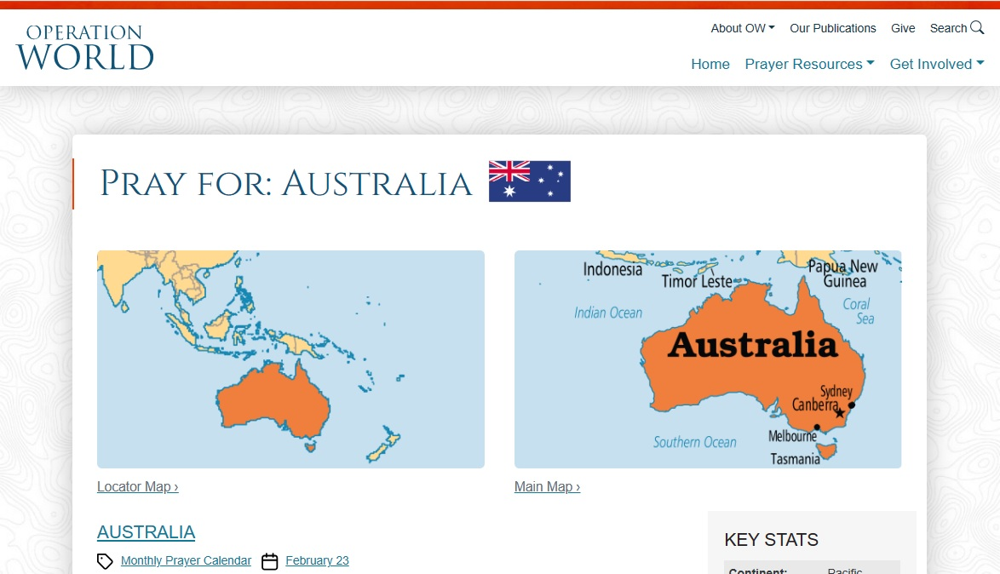 OPERATION
WORLD
About OW
Our Publications
Give
Search
Home
Prayer Resources
Get Involved
PRAY FOR: AUSTRALIA
Indonesia
Timor Leste
Papua New
Guinea
Indian Ocean
Coral
Sea
Australia
Sydney
Canberra
Southern Ocean
Melbourne
Tasmania
Locator Map ›
Main Map ›
AUSTRALIA
Monthly Prayer Calendar
February 23
KEY STATS
Continent: Pacific